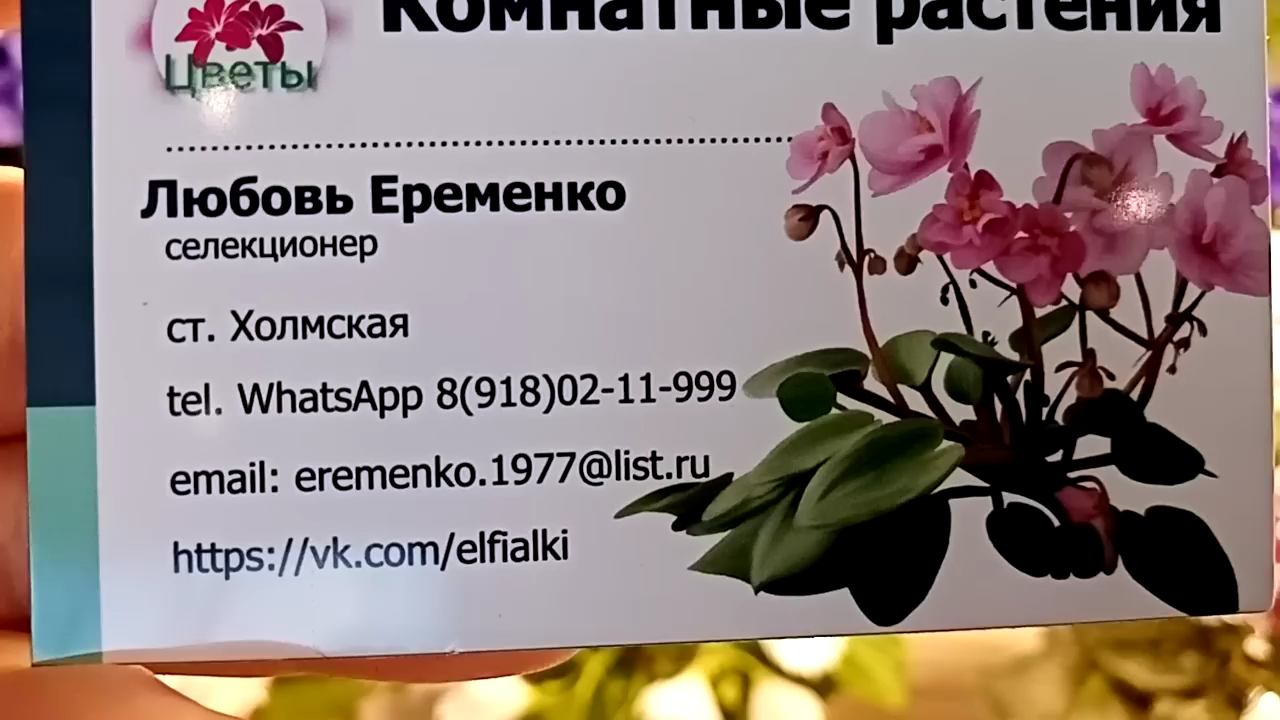 Комнатные растения
Цветы
Любовь Еременко
селекционер
ст. Холмская
tel. WhatsApp 8(918)02-11-999
email: eremenko.1977@list.ru
https://vk.com/elfialki